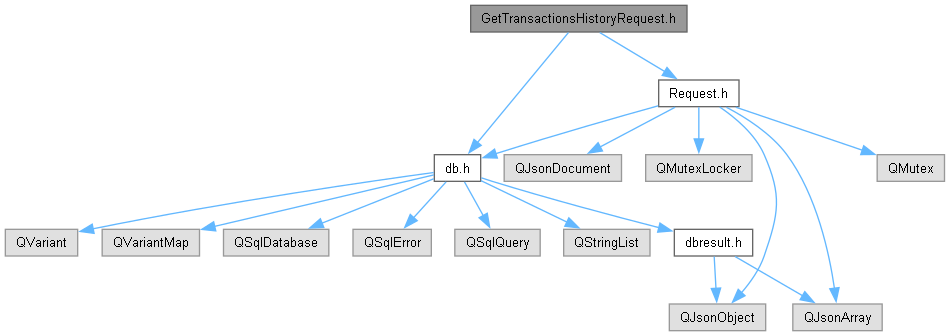 GetTransactionsHistoryRequest.h
Request.h
db.h
QJsonDocument
QMutexLocker
QMutex
QVariant
QVariantMap
QSqlDatabase
QSqlError
QSqlQuery
QStringList
dbresult.h
QJsonObject
QJsonArray